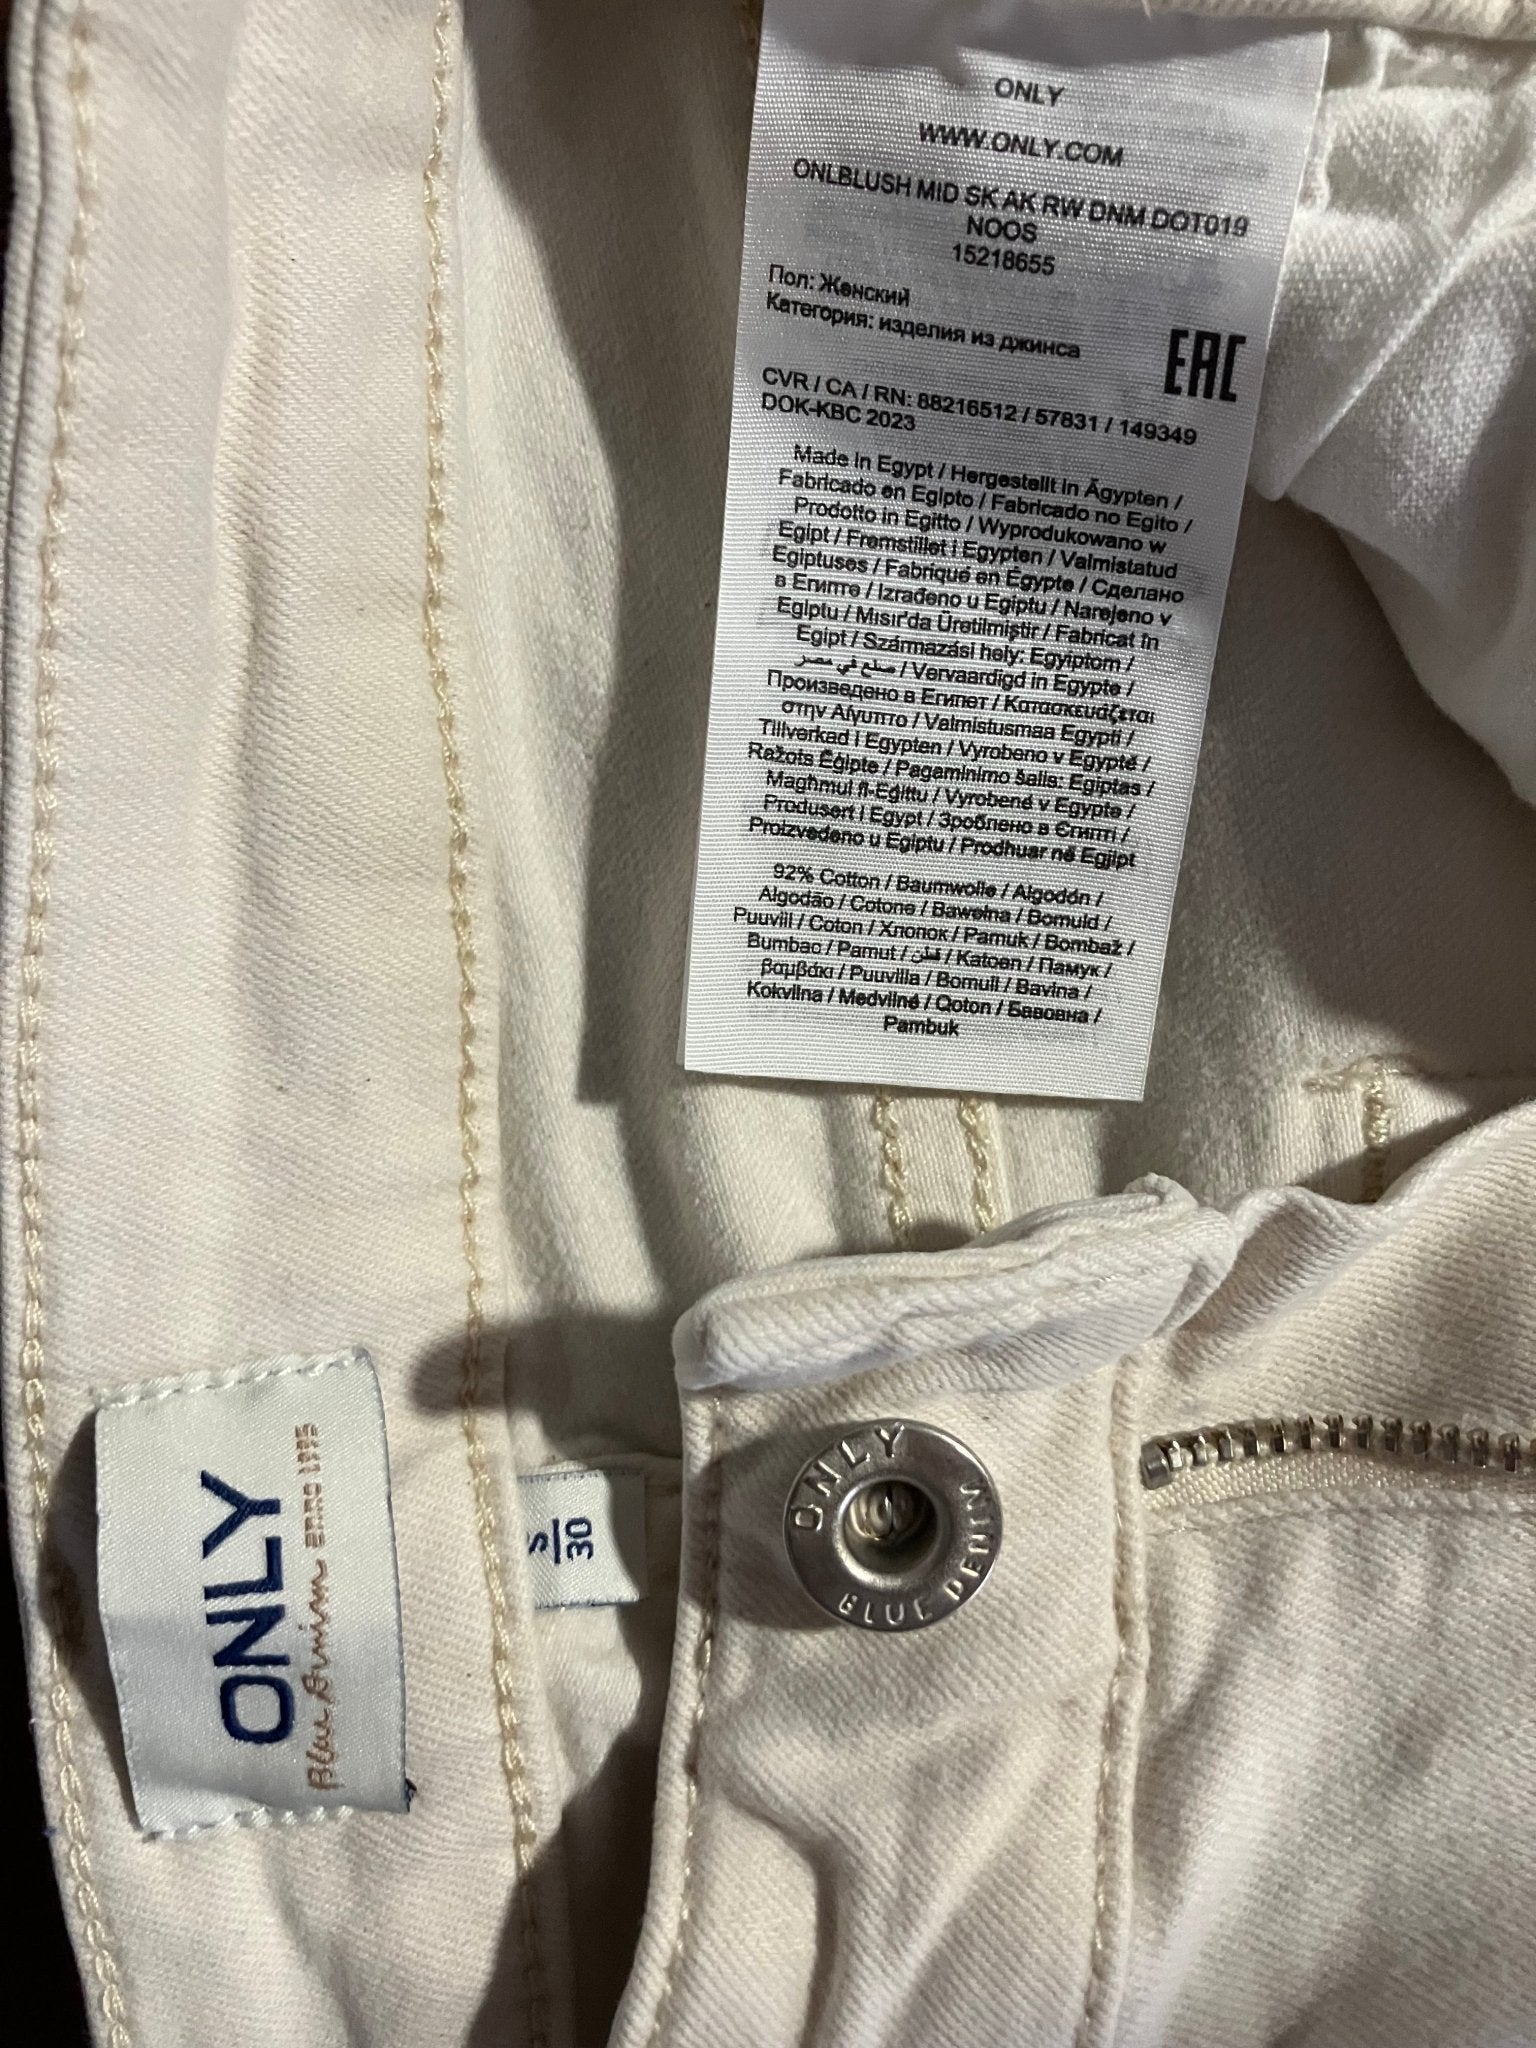 ONLY
WWW.ONLY.COM
ONLBLUSH MID SK AK RW DNM DOT019
NOOS
15218655
Пол: Женский
Категория: изделия из джинса
EAC
CVR / CA / RN: 88216512 / 57831 / 149349
DOK-KBC 2023
Made in Egypt / Hergestellt in Ägypten /
Fabricado en Egipto / Fabricado no Egito /
Prodotto in Egitto / Wyprodukowano w
Egipt / Fremstillet i Egypten / Valmistatud
Egiptuses / Fabriqué en Égypte / Сделано
в Египте / Izrađeno u Egiptu / Narejeno v
Egiptu / Mısır'da Üretilmiştir / Fabricat în
Egipt / Származási hely: Egyiptom /
صنع في مصر / Vervaardigd in Egypte /
Произведено в Египет / Κατασκευάζεται
στην Αίγυπτο / Valmistusmaa Egypti /
Tillverkad i Egypten / Vyrobeno v Egyptě /
Ražots Ēģipte / Pagaminimo šalis: Egiptas /
Magħmul fl-Eġittu / Vyrobené v Egypte /
Produsert i Egypt / Зроблено в Єгипті /
Proizvedeno u Egiptu / Prodhuar në Egjipt
92% Cotton / Baumwolle / Algodón /
Algodão / Cotone / Bawełna / Bomuld /
Puuvill / Coton / Хлопок / Pamuk / Bombaž /
Bumbac / Pamut / قطن / Katoen / Памук /
βαμβάκι / Puuvilla / Bomull / Bavlna /
Kokvilna / Medvilnė / Qoton / Бавовна /
Pambuk
ONLY
Blue Denim anno 1995
S
30
ONLY
BLUE DENIM